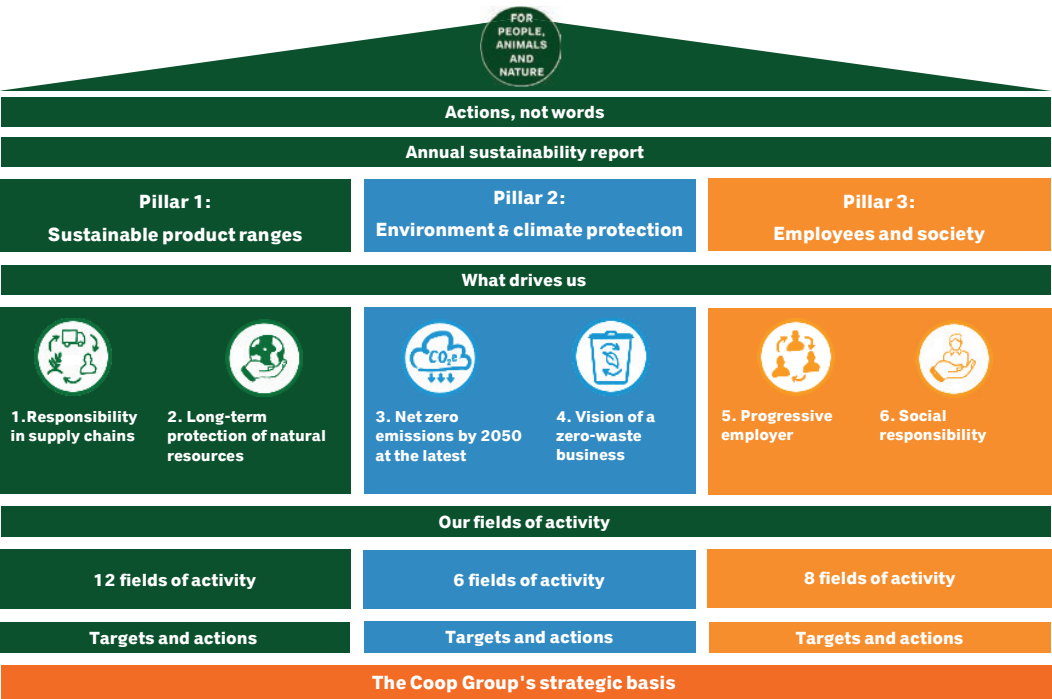 FOR
PEOPLE,
ANIMALS
AND
NATURE
Actions, not words
Annual sustainability report
Pillar 1:
Sustainable product ranges
Pillar 2:
Environment & climate protection
Pillar 3:
Employees and society
What drives us
1.Responsibility
in supply chains
2. Long-term
protection of natural
resources
CO₂e
3. Net zero
emissions by 2050
at the latest
4. Vision of a
zero-waste
business
5. Progressive
employer
6. Social
responsibility
Our fields of activity
12 fields of activity
6 fields of activity
8 fields of activity
Targets and actions
Targets and actions
Targets and actions
The Coop Group's strategic basis